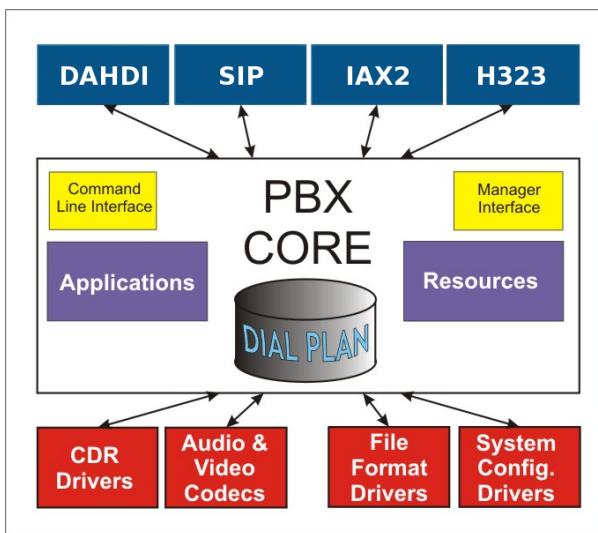 DAHDI
SIP
IAX2
H323
Command
Line Interface
PBX
CORE
Manager
Interface
Applications
Resources
DIAL PLAN
CDR
Drivers
Audio &
Video
Codecs
File
Format
Drivers
System
Config.
Drivers